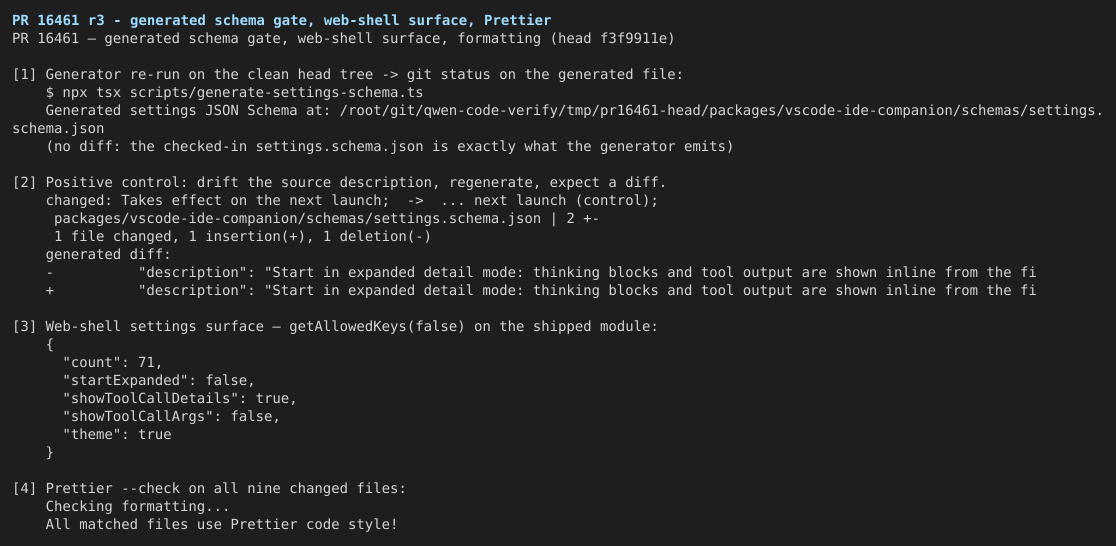 PR 16461 r3 - generated schema gate, web-shell surface, Prettier
PR 16461 — generated schema gate, web-shell surface, formatting (head f3f9911e)
[1] Generator re-run on the clean head tree -> git status on the generated file:
$ npx tsx scripts/generate-settings-schema.ts
Generated settings JSON Schema at: /root/git/qwen-code-verify/tmp/pr16461-head/packages/vscode-ide-companion/schemas/settings.
schema.json
(no diff: the checked-in settings.schema.json is exactly what the generator emits)
[2] Positive control: drift the source description, regenerate, expect a diff.
changed: Takes effect on the next launch;  ->  ... next launch (control);
packages/vscode-ide-companion/schemas/settings.schema.json | 2 +-
1 file changed, 1 insertion(+), 1 deletion(-)
generated diff:
-          "description": "Start in expanded detail mode: thinking blocks and tool output are shown inline from the fi
+          "description": "Start in expanded detail mode: thinking blocks and tool output are shown inline from the fi
[3] Web-shell settings surface — getAllowedKeys(false) on the shipped module:
{
"count": 71,
"startExpanded": false,
"showToolCallDetails": true,
"showToolCallArgs": false,
"theme": true
}
[4] Prettier --check on all nine changed files:
Checking formatting...
All matched files use Prettier code style!